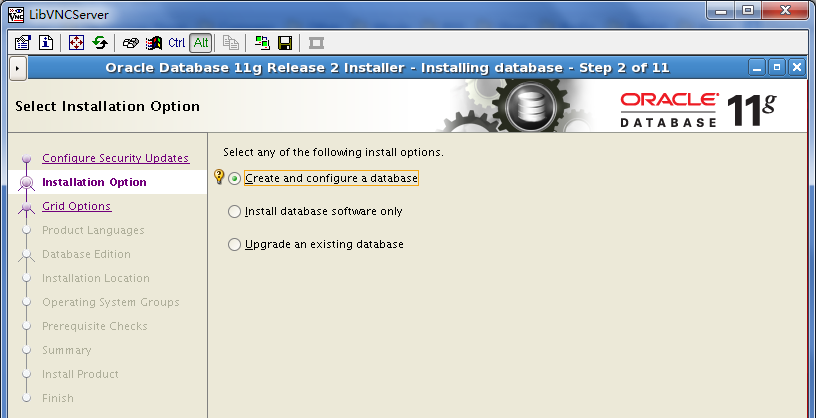 LibVNCServer
Ctrl Alt
Oracle Database 11g Release 2 Installer - Installing database - Step 2 of 11
Select Installation Option
ORACLE
DATABASE 11g
Configure Security Updates
Installation Option
Grid Options
Product Languages
Database Edition
Installation Location
Operating System Groups
Prerequisite Checks
Summary
Install Product
Finish
Select any of the following install options.
Create and configure a database
Install database software only
Upgrade an existing database